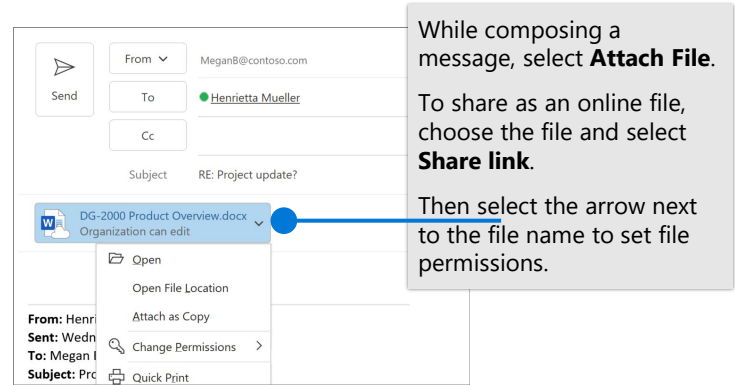 Send
From
MeganB@contoso.com
To
Henrietta Mueller
Cc
Subject
RE: Project update?
W
DG-2000 Product Overview.docx
Organization can edit
Open
Open File Location
Attach as Copy
Change Permissions
Quick Print
From: Henri
Sent: Wedn
To: Megan
Subject: Pro
While composing a
message, select Attach File.
To share as an online file,
choose the file and select
Share link.
Then select the arrow next
to the file name to set file
permissions.